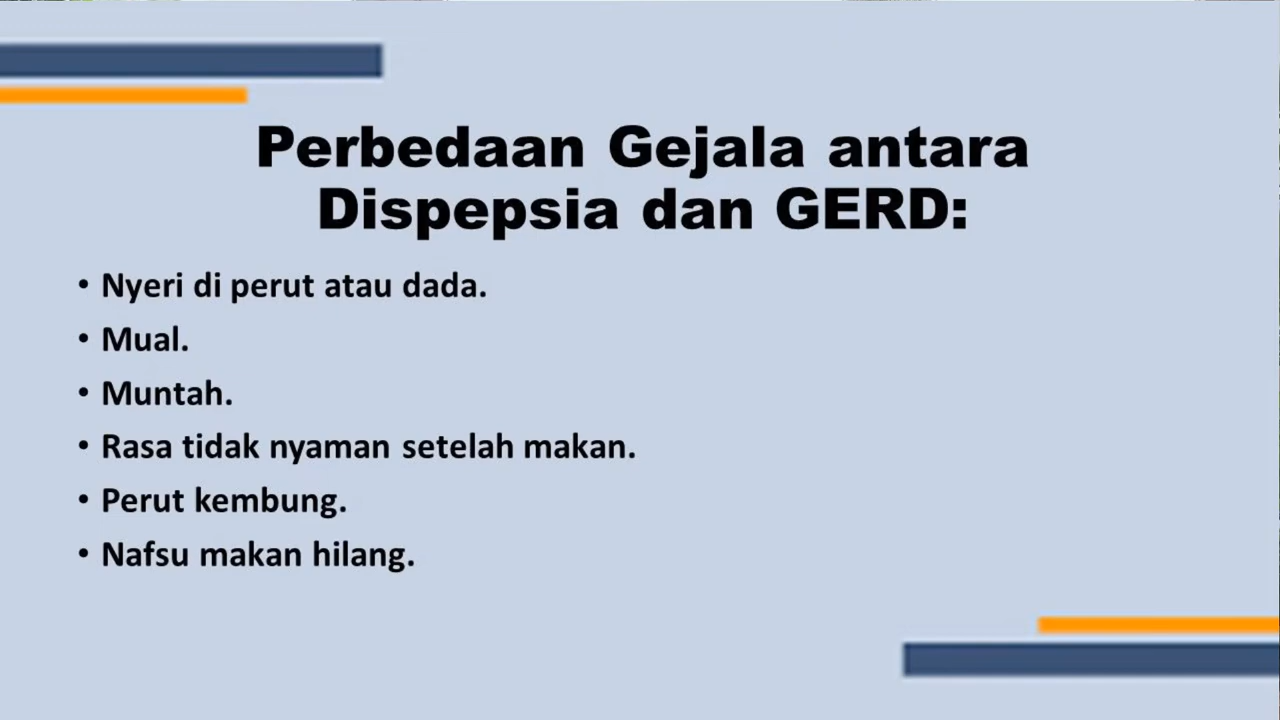 Perbedaan Gejala antara
Dispepsia dan GERD:
• Nyeri di perut atau dada.
• Mual.
• Muntah.
• Rasa tidak nyaman setelah makan.
• Perut kembung.
• Nafsu makan hilang.